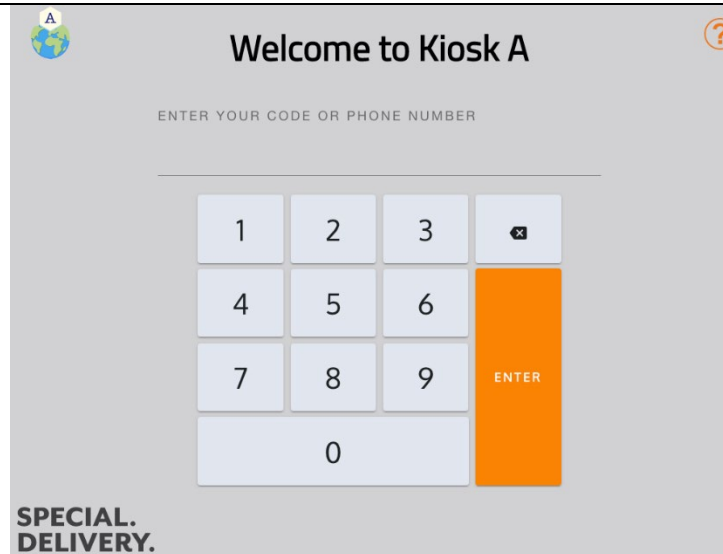 A
Welcome to Kiosk A
?
ENTER YOUR CODE OR PHONE NUMBER
1 2 3
4 5 6
7 8 9 ENTER
0
SPECIAL.
DELIVERY.